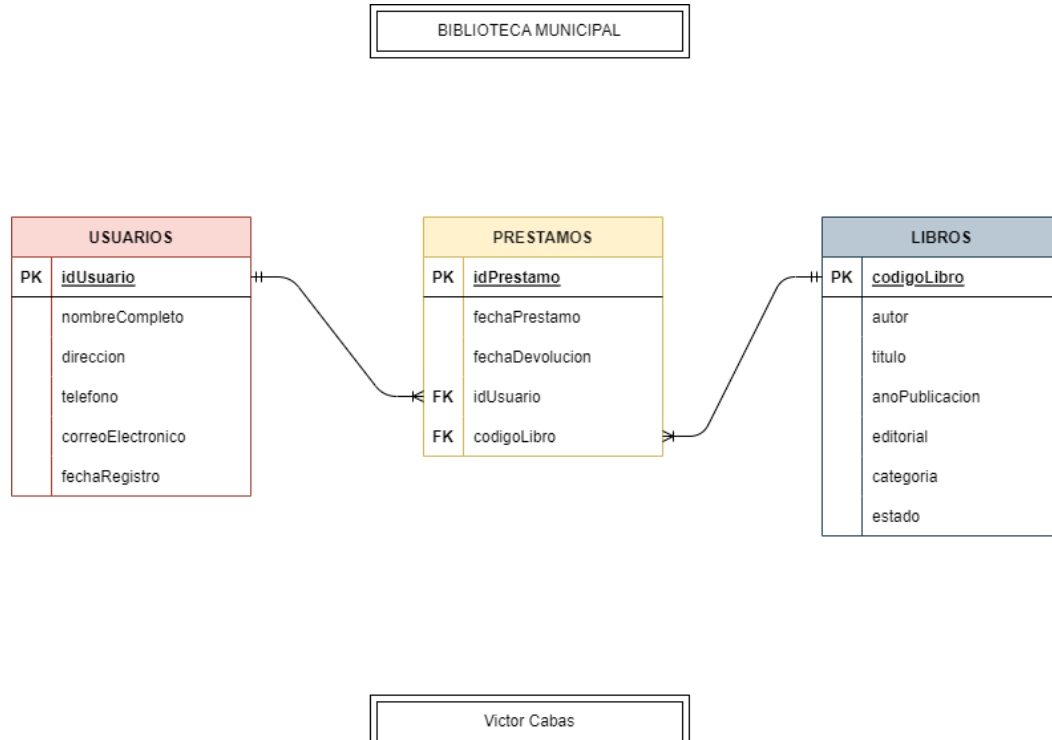 BIBLIOTECA MUNICIPAL
USUARIOS
PK idUsuario
nombreCompleto
direccion
telefono
correoElectronico
fechaRegistro
PRESTAMOS
PK idPrestamo
fechaPrestamo
fechaDevolucion
FK idUsuario
FK codigoLibro
LIBROS
PK codigoLibro
autor
titulo
anoPublicacion
editorial
categoria
estado
Victor Cabas